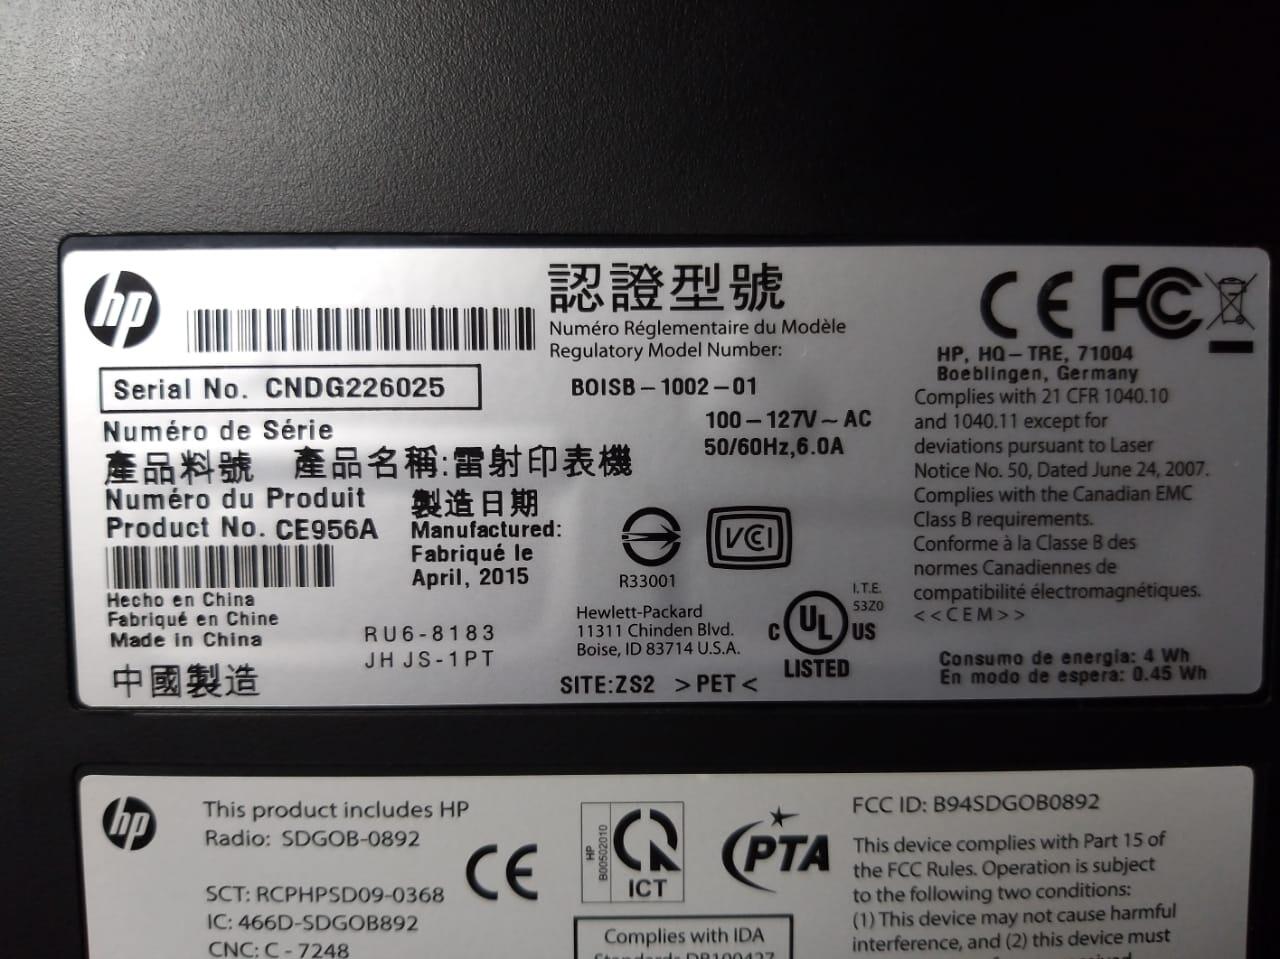 hp
認證型號
Numéro Réglementaire du Modèle
Regulatory Model Number:
BOISB-1002-01
Serial No. CNDG226025
Numéro de Série
產品料號 產品名稱:雷射印表機
Numéro du Produit
Product No. CE956A
製造日期
Manufactured:
Fabriqué le
April, 2015
Hecho en China
Fabriqué en Chine
Made in China
中國製造
RU6-8183
JHJS-1PT
100-127V~AC
50/60Hz,6.0A
R33001
VCI
Hewlett-Packard
11311 Chinden Blvd.
Boise, ID 83714 U.S.A.
SITE:ZS2 >PET<
C UL US
LISTED
I.T.E.
53Z0
CE FC
HP, HQ-TRE, 71004
Boeblingen, Germany
Complies with 21 CFR 1040.10
and 1040.11 except for
deviations pursuant to Laser
Notice No. 50, Dated June 24, 2007.
Complies with the Canadian EMC
Class B requirements.
Conforme à la Classe B des
normes Canadiennes de
compatibilité électromagnétiques.
<<CEM>>
Consumo de energia: 4 Wh
En modo de espera: 0.45 Wh
hp
This product includes HP
Radio: SDGOB-0892
SCT: RCPHPSD09-0368
IC: 466D-SDGOB892
CNC: C-7248
CE
HP
B00502010
ICT
PTA
Complies with IDA
Standards DB100427
FCC ID: B94SDGOB0892
This device complies with Part 15 of
the FCC Rules. Operation is subject
to the following two conditions:
(1) This device may not cause harmful
interference, and (2) this device must